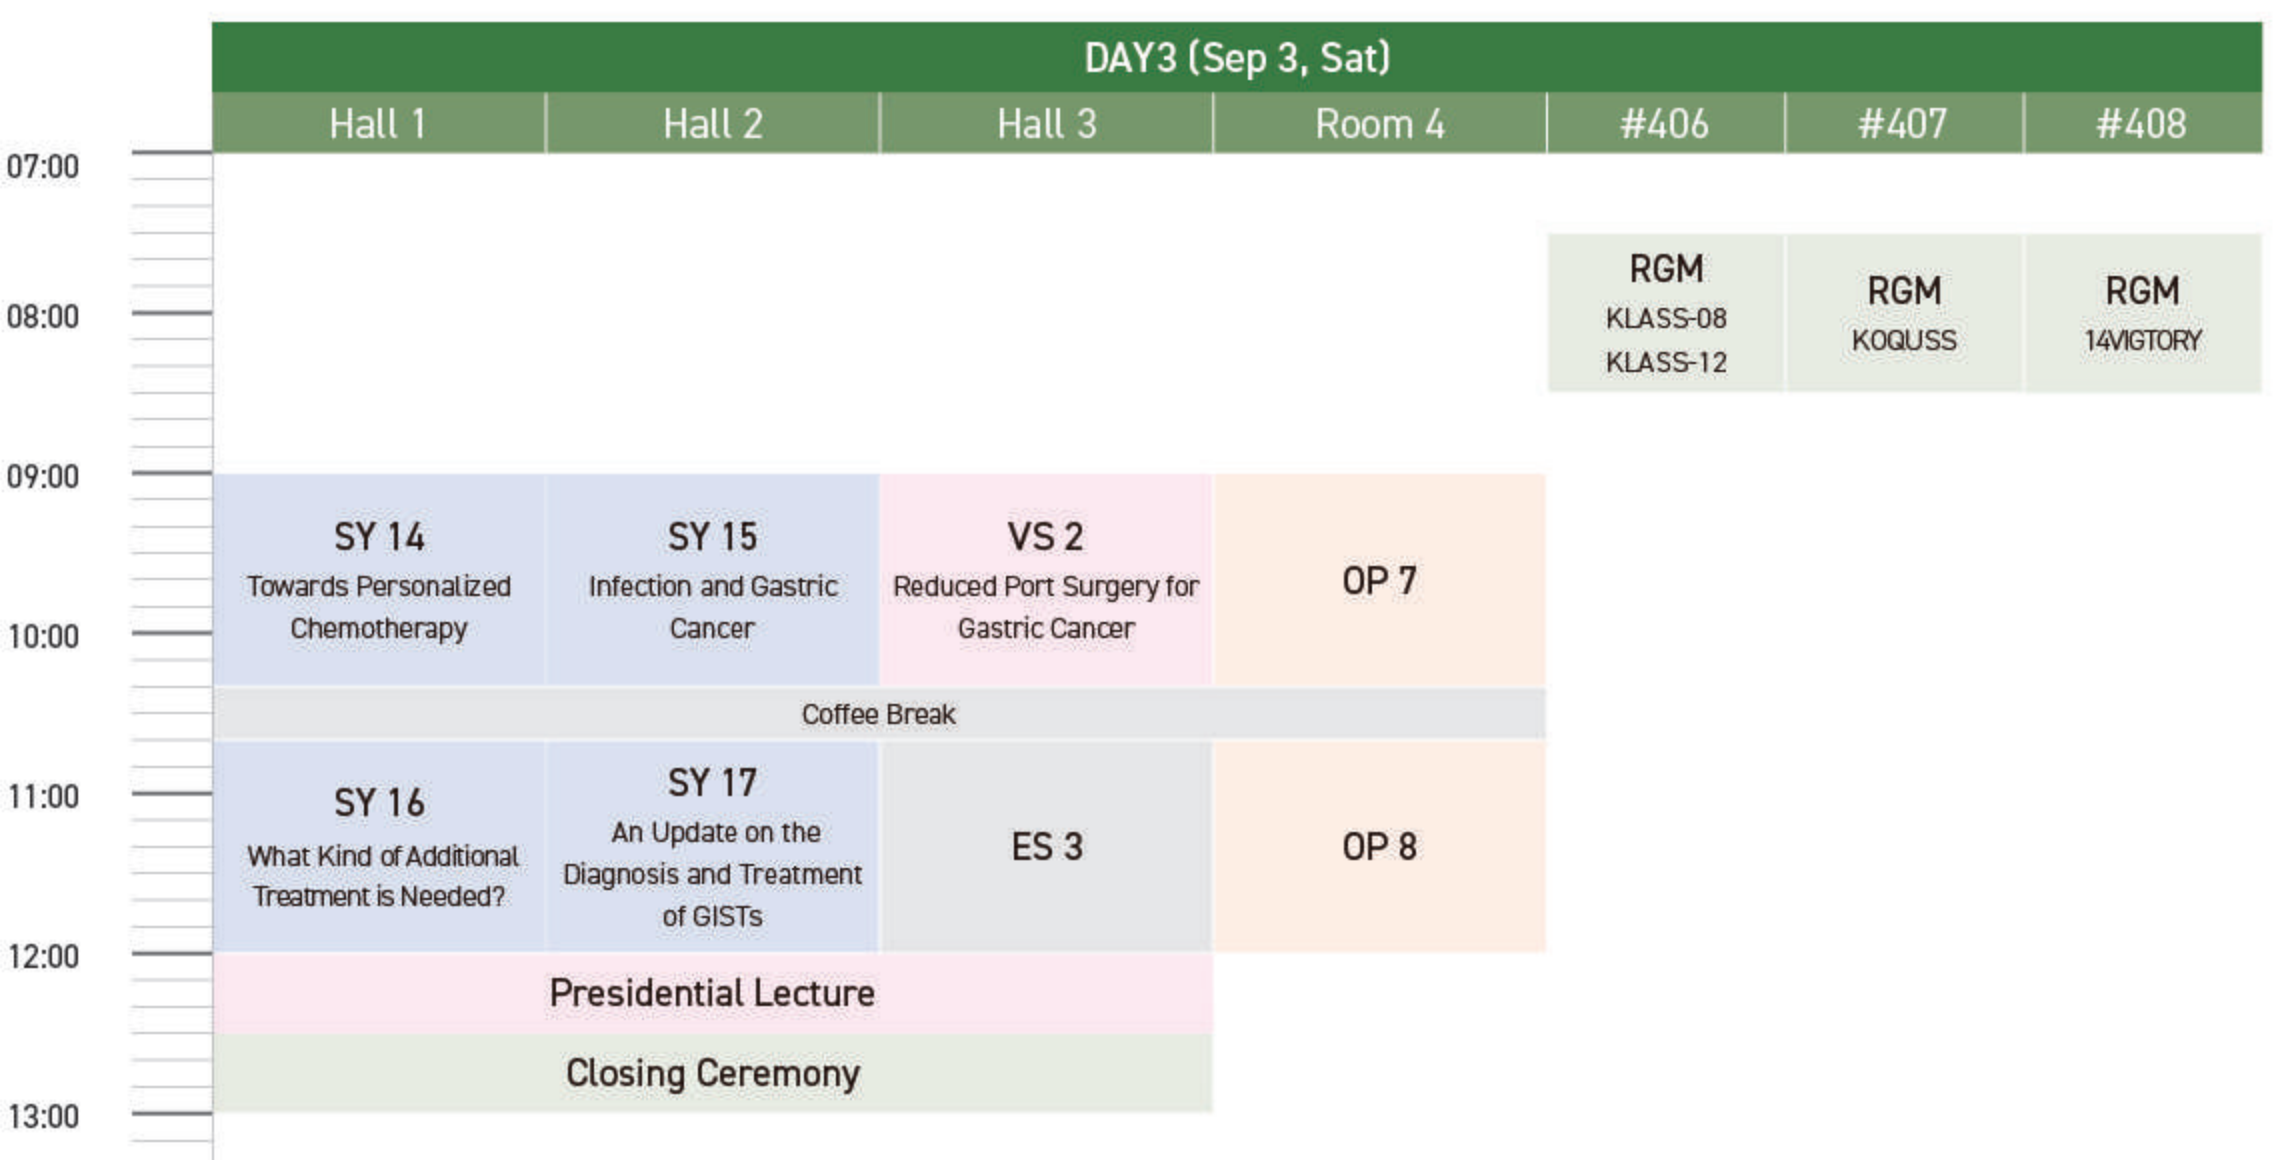 DAY3 (Sep 3, Sat)
Hall 1
Hall 2
Hall 3
Room 4
#406
#407
#408
07:00
RGM
KLASS-08
KLASS-12
RGM
KOQUSS
RGM
14VIGTORY
08:00
09:00
SY 14
Towards Personalized
Chemotherapy
SY 15
Infection and Gastric
Cancer
VS 2
Reduced Port Surgery for
Gastric Cancer
OP 7
10:00
Coffee Break
11:00
SY 16
What Kind of Additional
Treatment is Needed?
SY 17
An Update on the
Diagnosis and Treatment
of GISTs
ES 3
OP 8
12:00
Presidential Lecture
Closing Ceremony
13:00